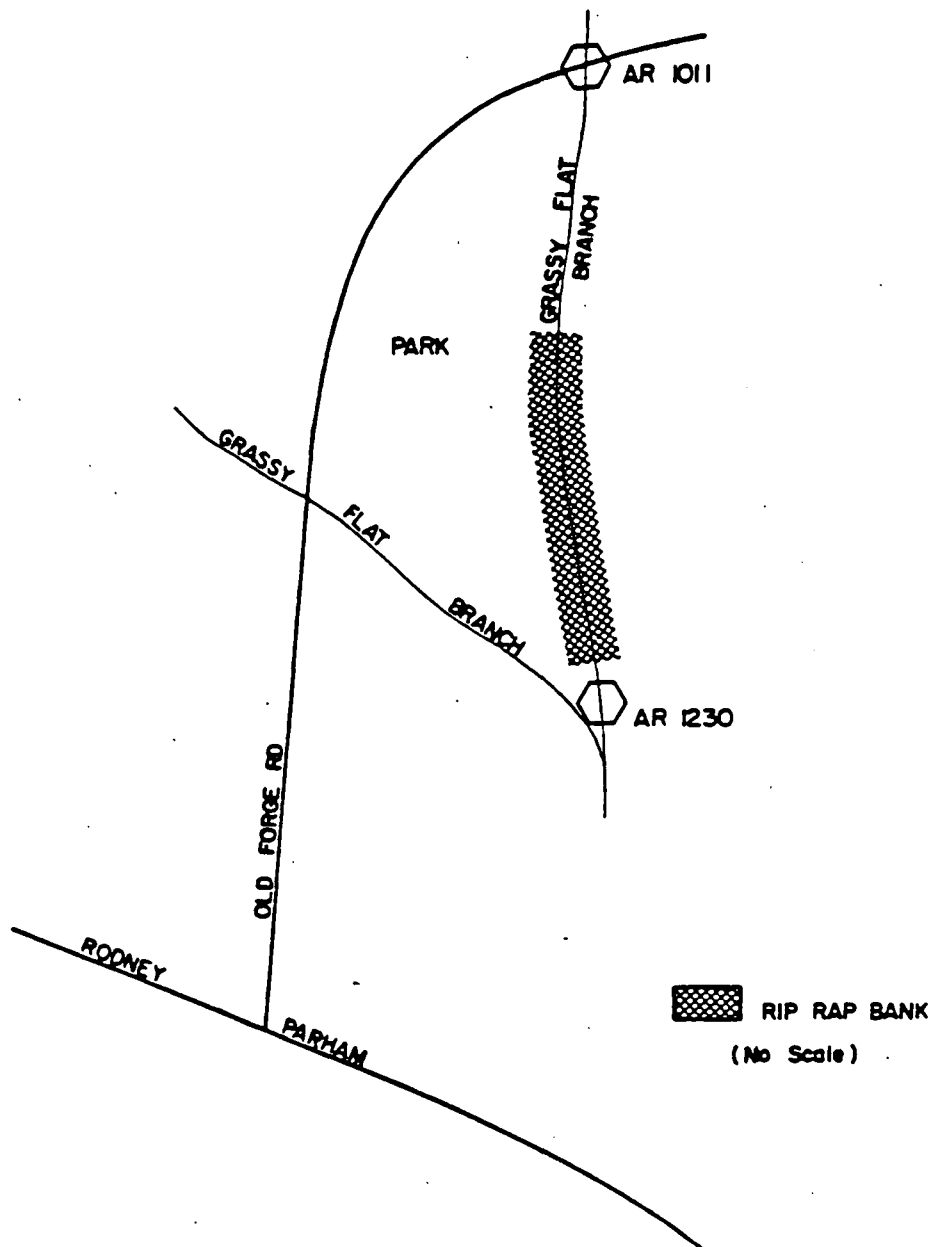 AR 1011
GRASSY FLAT
BRANCH
PARK
GRASSY
FLAT
BRANCH
AR 1230
OLD FORGE RD
RODNEY
PARHAM
RIP RAP BANK
(No Scale)